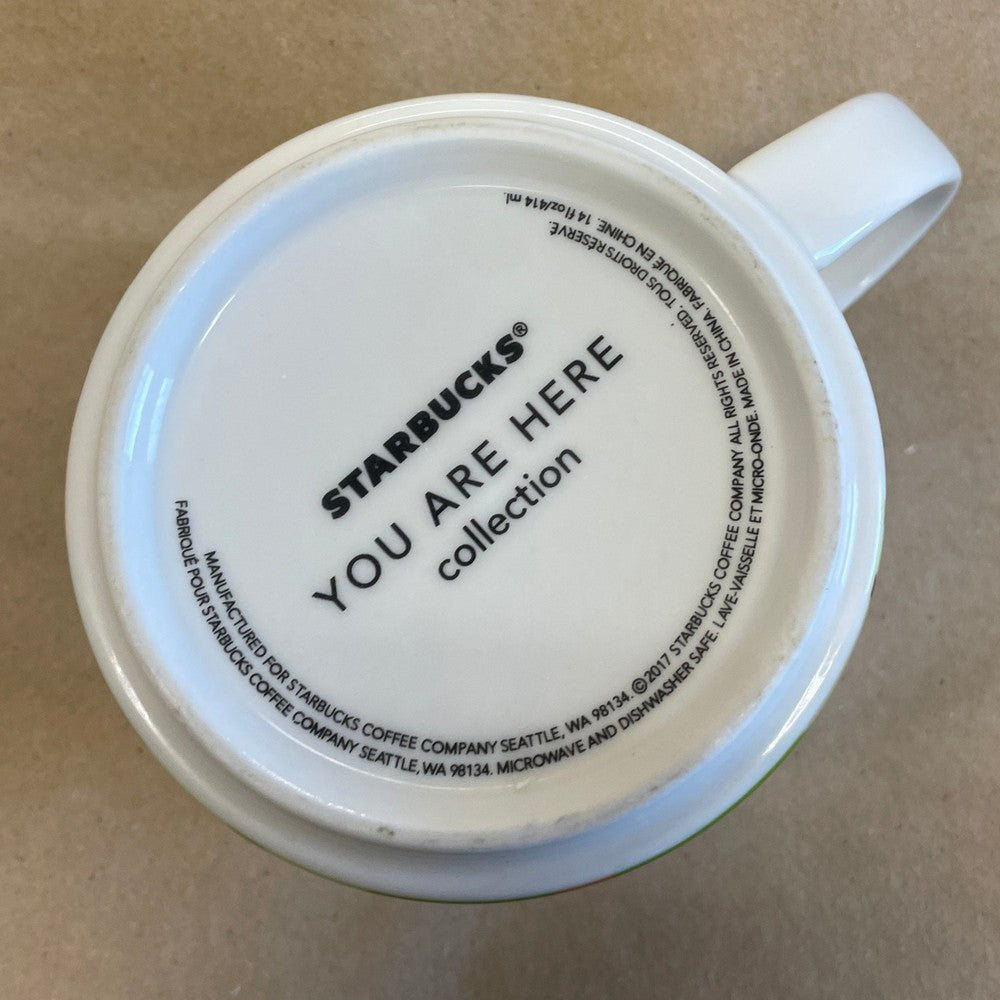 STARBUCKS®
YOU ARE HERE
collection
MANUFACTURED FOR STARBUCKS COFFEE COMPANY SEATTLE, WA 98134. ©2017 STARBUCKS COFFEE COMPANY ALL RIGHTS RESERVED. TOUS DROITS RÉSERVÉ.
FABRIQUÉ POUR STARBUCKS COFFEE COMPANY SEATTLE, WA 98134. MICROWAVE AND DISHWASHER SAFE. LAVE-VAISSELLE ET MICRO-ONDE. MADE IN CHINA. FABRIQUÉ EN CHINE. 14 fl oz/414 ml.